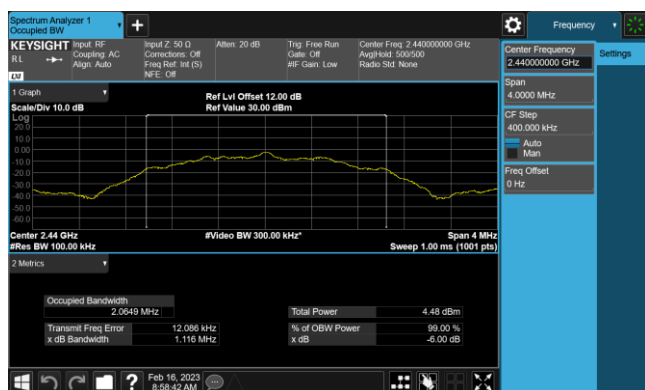 Spectrum Analyzer 1
Occupied BW
+
Frequency
KEYSIGHT
RL
LXI
Input: RF
Coupling: AC
Align: Auto
Input Z: 50 Ω
Corrections: Off
Freq Ref: Int (S)
NFE: Off
Atten: 20 dB
Trig: Free Run
Gate: Off
#IF Gain: Low
Center Freq: 2.440000000 GHz
Avg|Hold: 500/500
Radio Std: None
Center Frequency
2.440000000 GHz
Settings
Span
4.0000 MHz
CF Step
400.000 kHz
Auto
Man
Freq Offset
0 Hz
1 Graph
Scale/Div 10.0 dB
Ref Lvl Offset 12.00 dB
Ref Value 30.00 dBm
Log
20.0
10.0
0.00
-10.0
-20.0
-30.0
-40.0
-50.0
-60.0
Center 2.44 GHz
#Video BW 300.00 kHz*
Span 4 MHz
#Res BW 100.00 kHz
Sweep 1.00 ms (1001 pts)
2 Metrics
Occupied Bandwidth
2.0649 MHz
Total Power 4.48 dBm
Transmit Freq Error 12.086 kHz
% of OBW Power 99.00 %
x dB Bandwidth 1.116 MHz
x dB -6.00 dB
?
Feb 16, 2023
8:58:42 AM